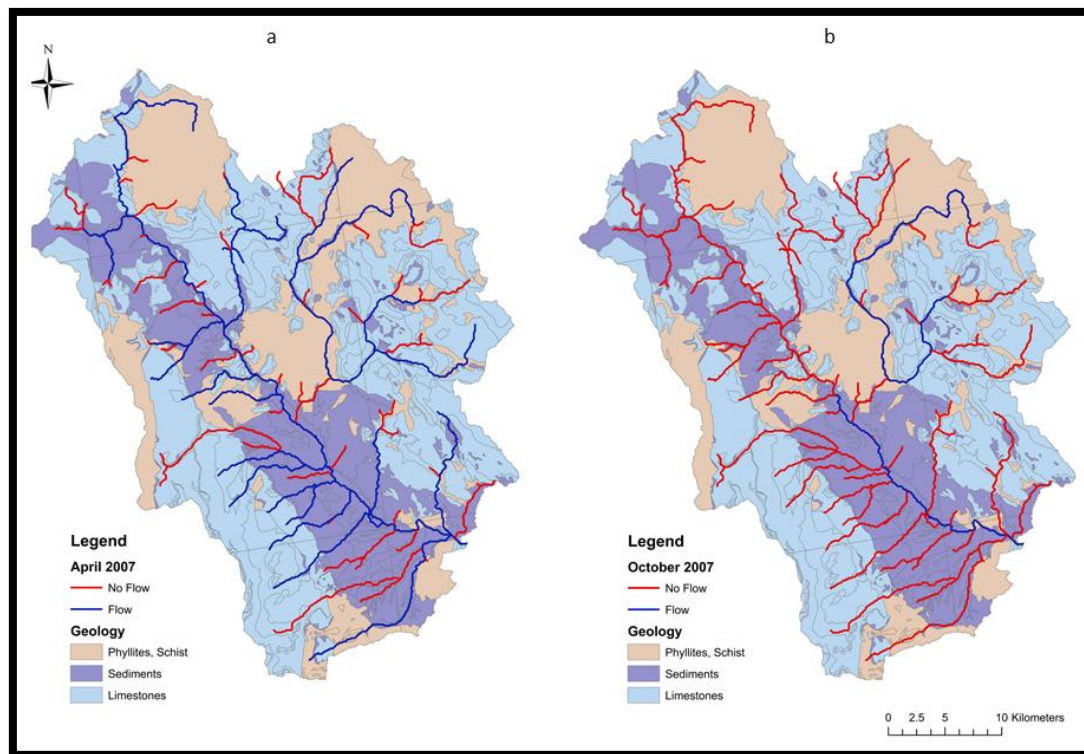 a
b
N
Legend
April 2007
No Flow
Flow
Geology
Phyllites, Schist
Sediments
Limestones
Legend
October 2007
No Flow
Flow
Geology
Phyllites, Schist
Sediments
Limestones
0 2.5 5 10 Kilometers